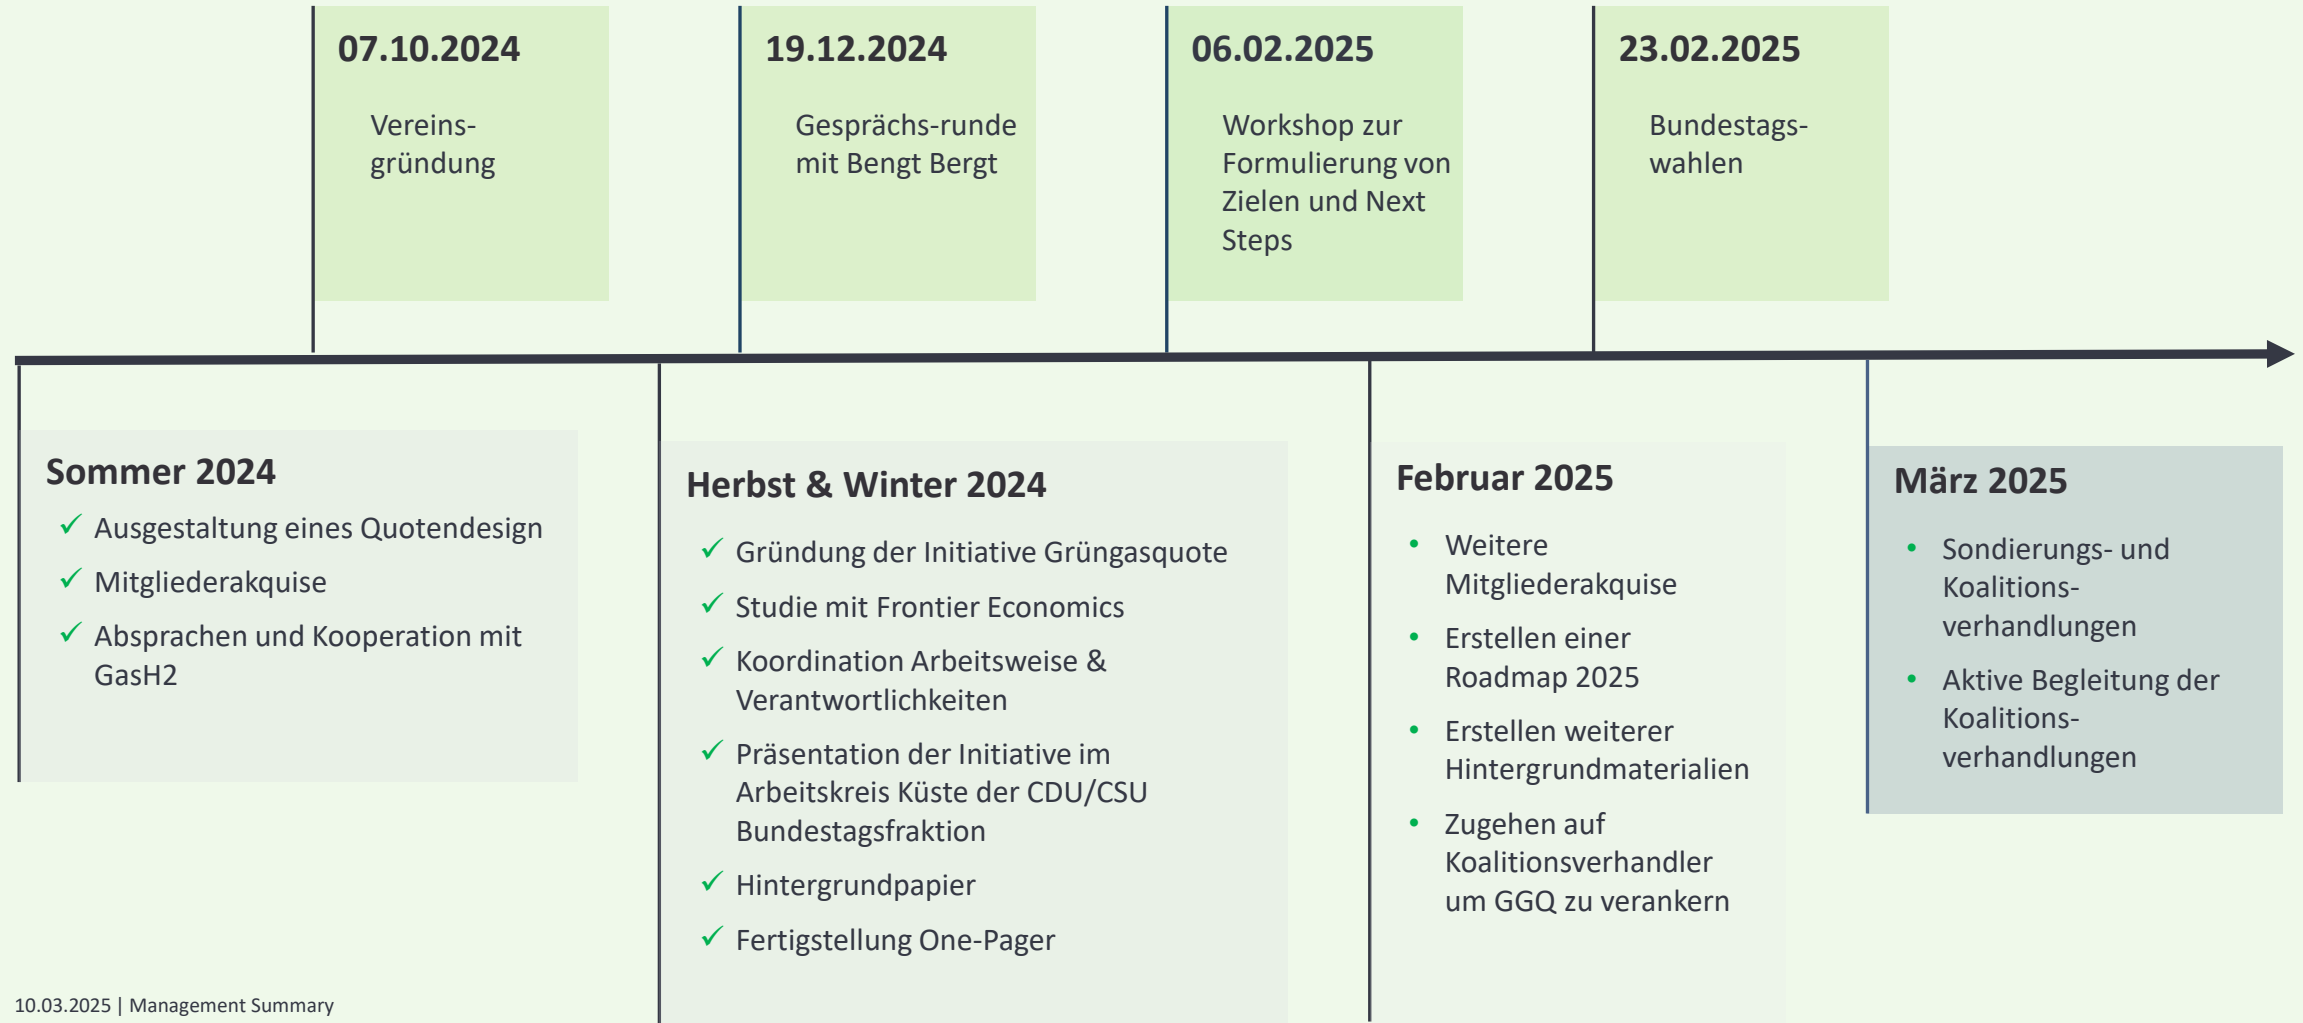 07.10.2024
Vereins-
gründung
19.12.2024
Gesprächs-runde
mit Bengt Bergt
06.02.2025
Workshop zur
Formulierung von
Zielen und Next
Steps
23.02.2025
Bundestags-
wahlen
Sommer 2024
✓ Ausgestaltung eines Quotendesign
✓ Mitgliederakquise
✓ Absprachen und Kooperation mit
GasH2
Herbst & Winter 2024
✓ Gründung der Initiative Grüngasquote
✓ Studie mit Frontier Economics
✓ Koordination Arbeitsweise &
Verantwortlichkeiten
✓ Präsentation der Initiative im
Arbeitskreis Küste der CDU/CSU
Bundestagsfraktion
✓ Hintergrundpapier
✓ Fertigstellung One-Pager
Februar 2025
• Weitere
Mitgliederakquise
• Erstellen einer
Roadmap 2025
• Erstellen weiterer
Hintergrundmaterialien
• Zugehen auf
Koalitionsverhandler
um GGQ zu verankern
März 2025
• Sondierungs- und
Koalitions-
verhandlungen
• Aktive Begleitung der
Koalitions-
verhandlungen
10.03.2025 | Management Summary